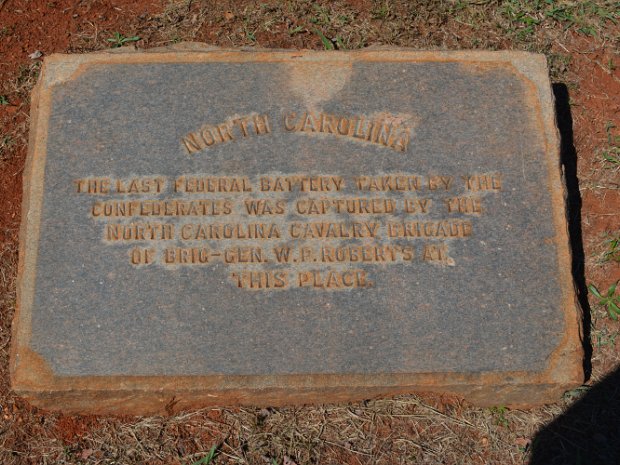 NORTH CAROLINA
THE LAST FEDERAL BATTERY TAKEN BY THE
CONFEDERATES WAS CAPTURED BY THE
NORTH CAROLINA CAVALRY BRIGADE
OF BRIG-GEN. W. P. ROBERTS AT.
THIS PLACE.